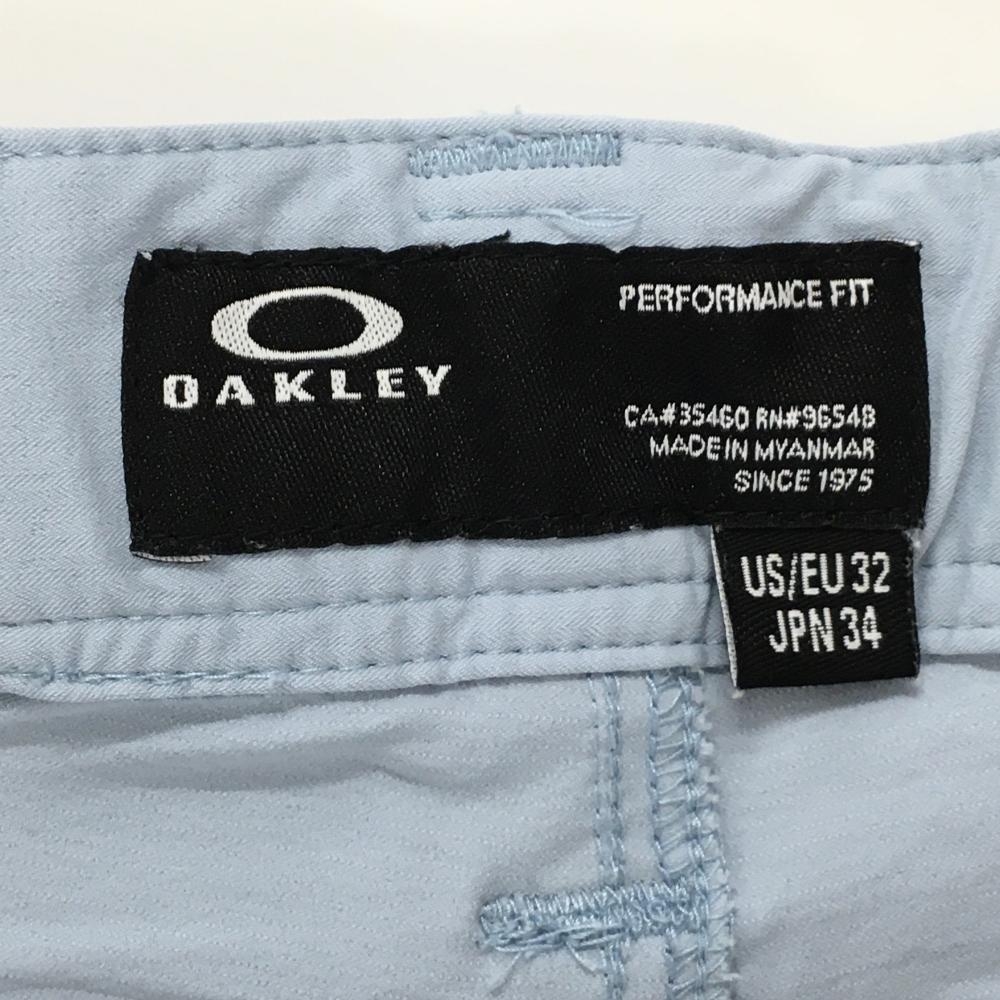 OAKLEY
PERFORMANCE FIT
CA#35460 RN#96548
MADE IN MYANMAR
SINCE 1975
US/EU 32
JPN 34